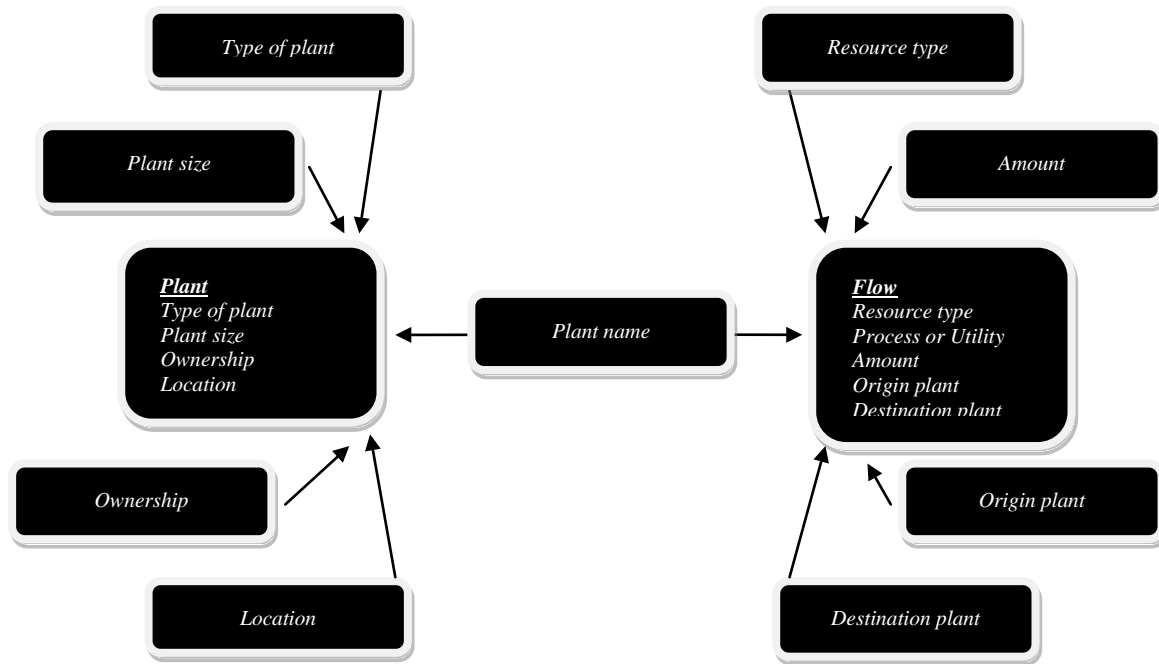 Type of plant
Resource type
Plant size
Amount
Plant
Type of plant
Plant size
Ownership
Location
Plant name
Flow
Resource type
Process or Utility
Amount
Origin plant
Destination plant
Ownership
Origin plant
Location
Destination plant